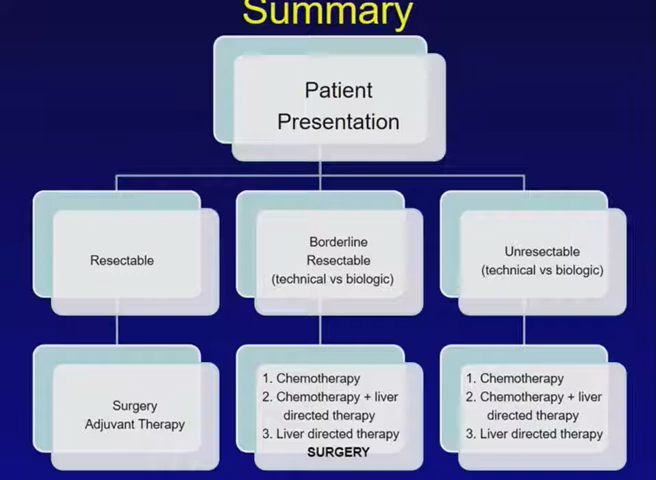 Summary
Patient
Presentation
Resectable
Borderline
Resectable
(technical vs biologic)
Unresectable
(technical vs biologic)
Surgery
Adjuvant Therapy
1. Chemotherapy
2. Chemotherapy + liver
directed therapy
3. Liver directed therapy
SURGERY
1. Chemotherapy
2. Chemotherapy + liver
directed therapy
3. Liver directed therapy